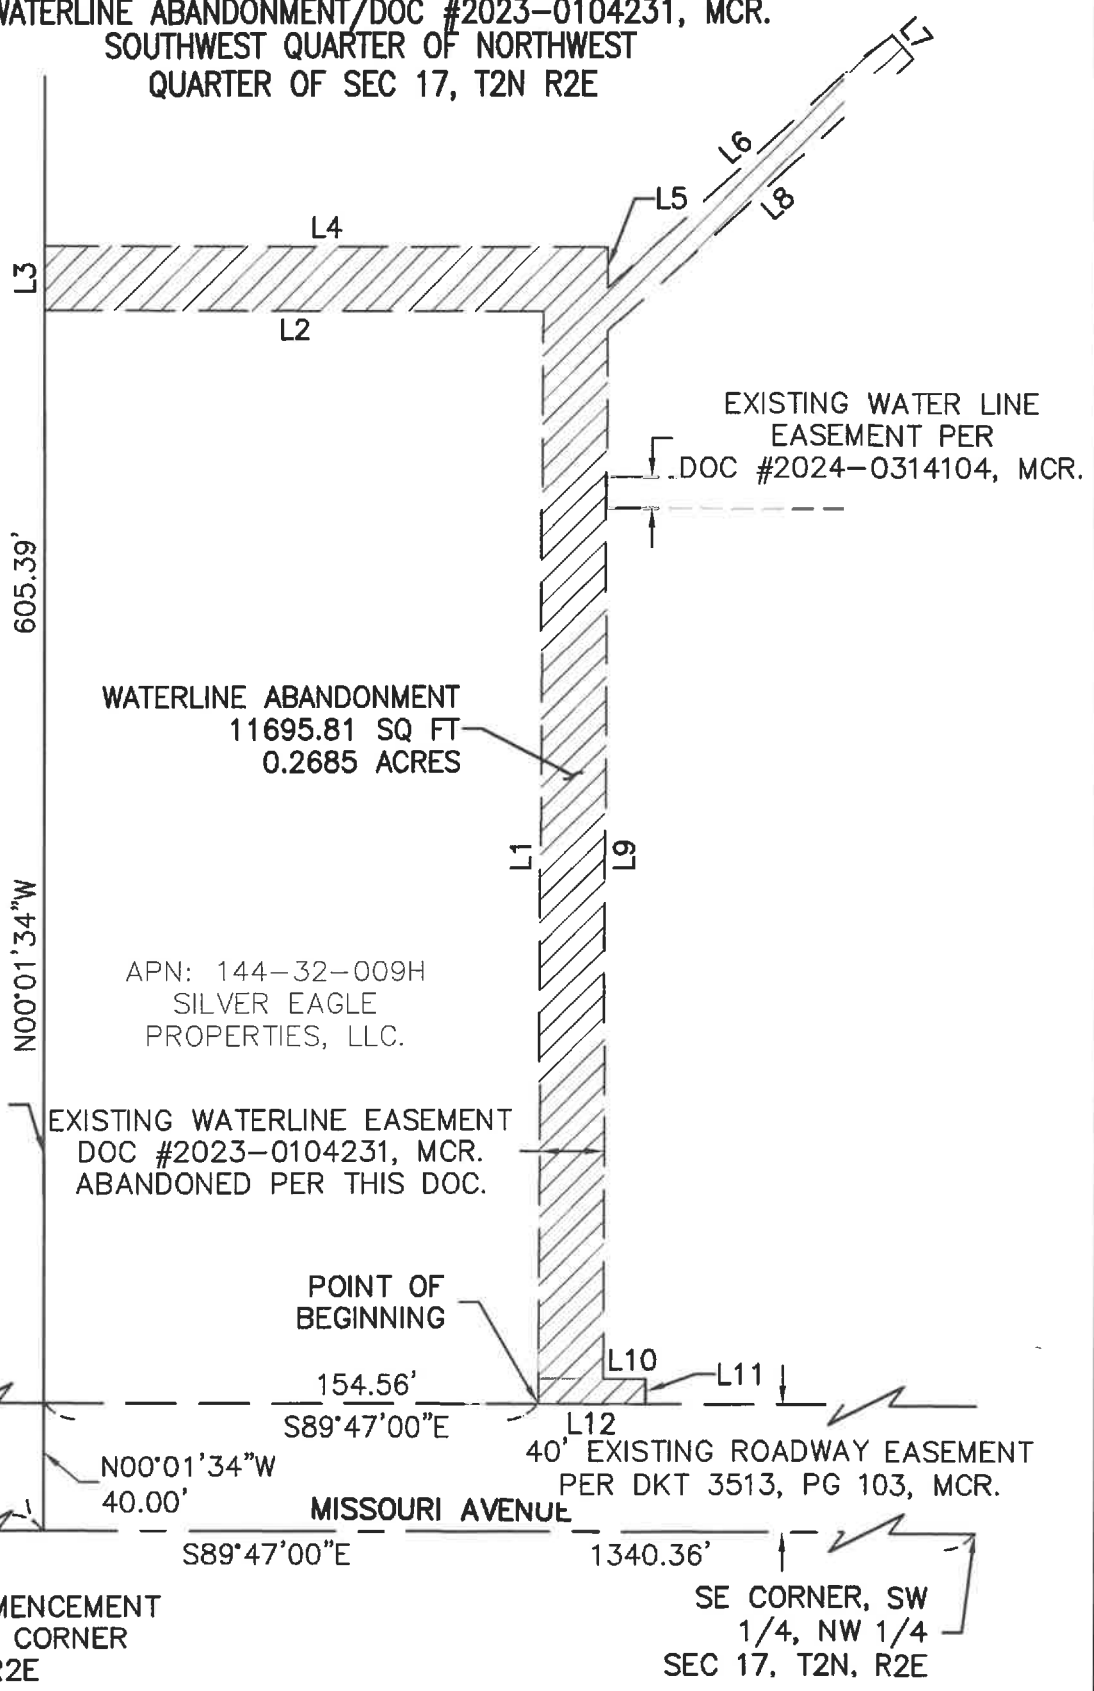 WATERLINE ABANDONMENT/DOC #2023-0104231, MCR.
SOUTHWEST QUARTER OF NORTHWEST
QUARTER OF SEC 17, T2N R2E
L7
L6
L8
L5
L4
L3
L2
EXISTING WATER LINE
EASEMENT PER
DOC #2024-0314104, MCR.
605.39'
WATERLINE ABANDONMENT
11695.81 SQ FT
0.2685 ACRES
L1
L9
N00°01'34"W
APN: 144-32-009H
SILVER EAGLE
PROPERTIES, LLC.
EXISTING WATERLINE EASEMENT
DOC #2023-0104231, MCR.
ABANDONED PER THIS DOC.
POINT OF
BEGINNING
L10
L11
154.56'
S89°47'00"E
L12
40' EXISTING ROADWAY EASEMENT
PER DKT 3513, PG 103, MCR.
N00°01'34"W
40.00'
MISSOURI AVENUE
S89°47'00"E
1340.36'
SE CORNER, SW
1/4, NW 1/4
SEC 17, T2N, R2E
MENCEMENT
CORNER
R2E